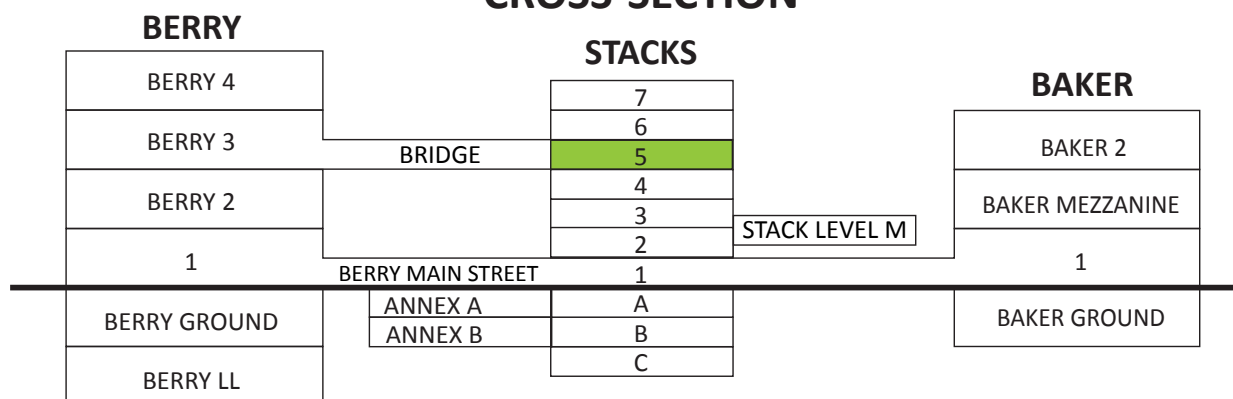 CROSS-SECTION
BERRY
STACKS
BAKER
BERRY 4
BERRY 3
BERRY 2
1
BERRY GROUND
BERRY LL
BRIDGE
BERRY MAIN STREET
ANNEX A
ANNEX B
7
6
5
4
3
2
1
A
B
C
STACK LEVEL M
BAKER 2
BAKER MEZZANINE
1
BAKER GROUND